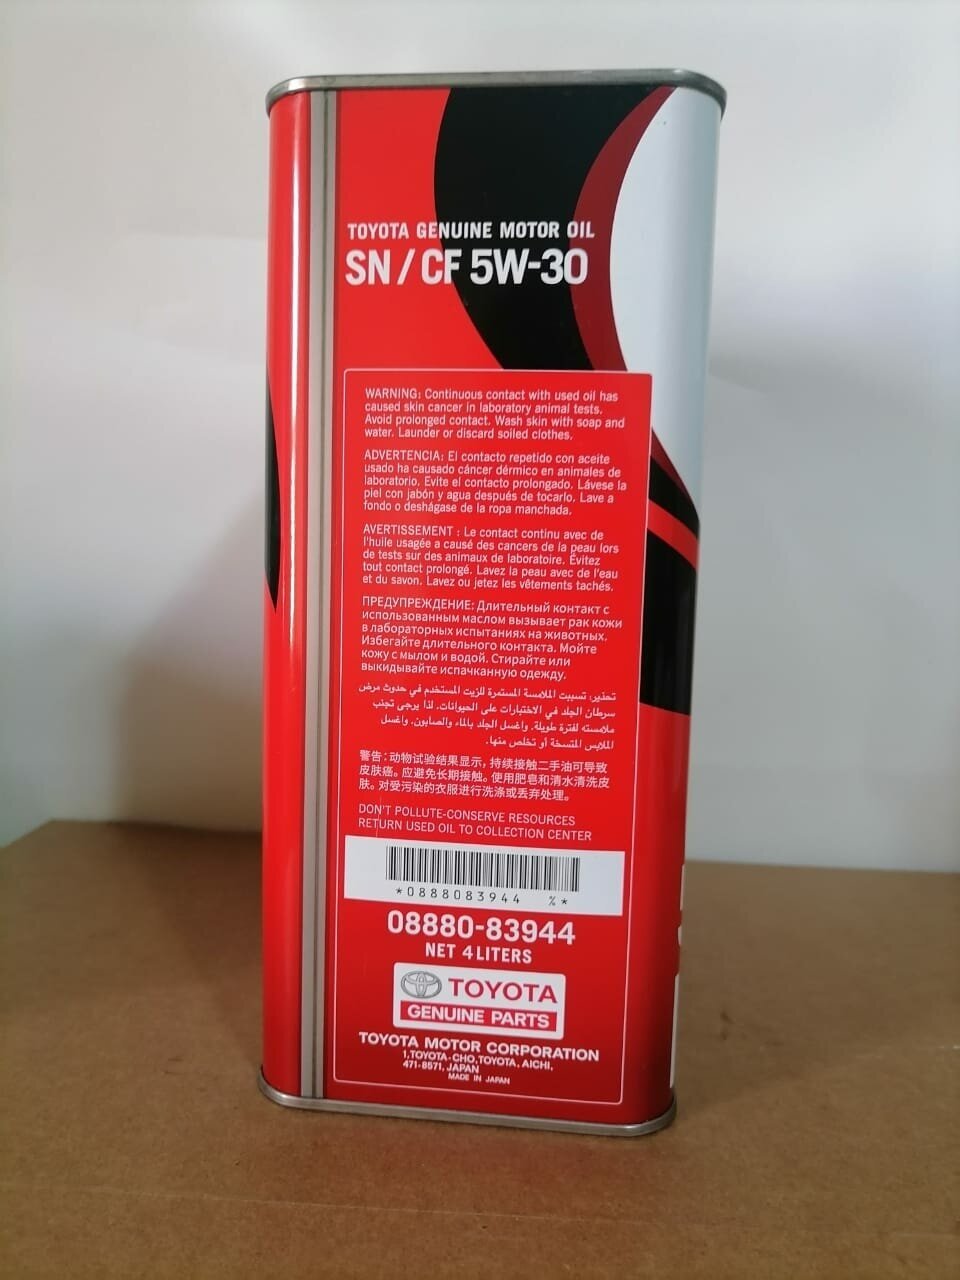 TOYOTA GENUINE MOTOR OIL
SN / CF 5W-30
WARNING: Continuous contact with used oil has
caused skin cancer in laboratory animal tests.
Avoid prolonged contact. Wash skin with soap and
water. Launder or discard soiled clothes.
ADVERTENCIA: El contacto repetido con aceite
usado ha causado cáncer dérmico en animales de
laboratorio. Evite el contacto prolongado. Lávese la
piel con jabón y agua después de tocarlo. Lave a
fondo o deshágase de la ropa manchada.
AVERTISSEMENT : Le contact continu avec de
l'huile usagée a causé des cancers de la peau lors
de tests sur des animaux de laboratoire. Évitez
tout contact prolongé. Lavez la peau avec de l'eau
et du savon. Lavez ou jetez les vêtements tachés.
ПРЕДУПРЕЖДЕНИЕ: Длительный контакт с
использованным маслом вызывает рак кожи
в лабораторных испытаниях на животных.
Избегайте длительного контакта. Мойте
кожу с мылом и водой. Стирайте или
выкидывайте испачканную одежду.
تحذير: تسببت الملامسة المستمرة للزيت المستخدم في حدوث مرض
سرطان الجلد في الاختبارات على الحيوانات. لذا يرجى تجنب
ملامسته لفترة طويلة. واغسل الجلد بالماء والصابون. واغسل
الملابس المتسخة أو تخلص منها.
警告：动物试验结果显示，持续接触二手油可导致
皮肤癌。应避免长期接触。使用肥皂和清水清洗皮
肤。对受污染的衣服进行洗涤或丢弃处理。
DON'T POLLUTE-CONSERVE RESOURCES
RETURN USED OIL TO COLLECTION CENTER
*0888083944 %*
08880-83944
NET 4 LITERS
TOYOTA
GENUINE PARTS
TOYOTA MOTOR CORPORATION
1,TOYOTA-CHO,TOYOTA, AICHI,
471-8571, JAPAN
MADE IN JAPAN